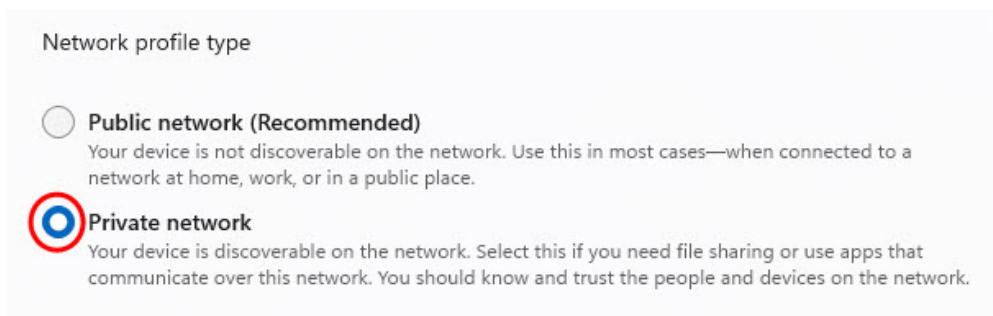 Network profile type
Public network (Recommended)
Your device is not discoverable on the network. Use this in most cases—when connected to a
network at home, work, or in a public place.
Private network
Your device is discoverable on the network. Select this if you need file sharing or use apps that
communicate over this network. You should know and trust the people and devices on the network.